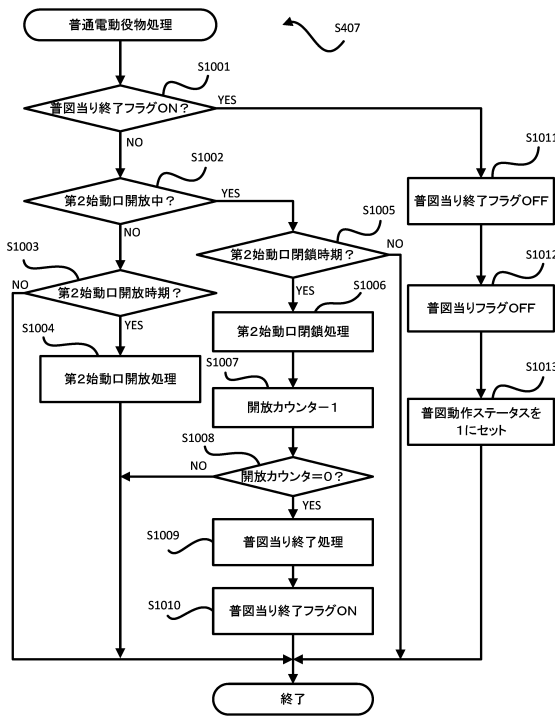 普通電動役物処理
S407
S1001
普図当り終了フラグON？
YES
NO
S1002
第2始動口開放中？
YES
NO
S1003
第2始動口開放時期？
NO
YES
S1004
第2始動口開放処理
S1005
第2始動口閉鎖時期？
NO
YES
S1006
第2始動口閉鎖処理
S1007
開放カウンタ－1
S1008
開放カウンタ＝0？
NO
YES
S1009
普図当り終了処理
S1010
普図当り終了フラグON
S1011
普図当り終了フラグOFF
S1012
普図当りフラグOFF
S1013
普図動作ステータスを
1にセット
終了